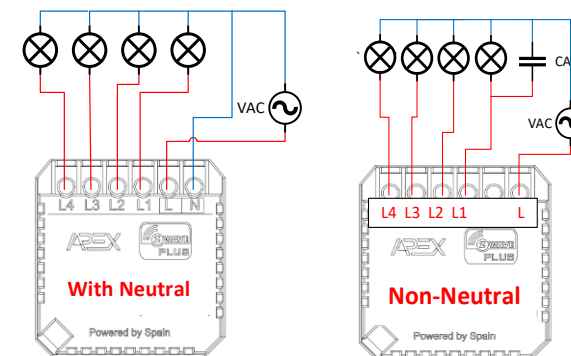 VAC
L4 L3 L2 L1 L N
APEX
Z WAVE
PLUS
With Neutral
Powered by Spain
CA
VAC
L4 L3 L2 L1 L
APEX
Z WAVE
PLUS
Non-Neutral
Powered by Spain